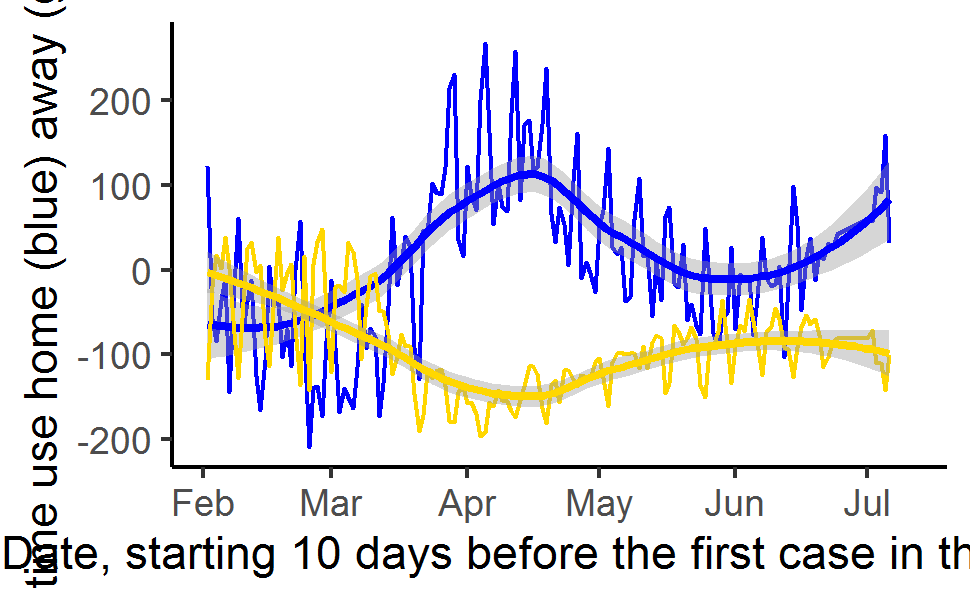 time use home (blue) away (g
200
100
0
-100
-200
Feb Mar Apr May Jun Jul
Date, starting 10 days before the first case in th